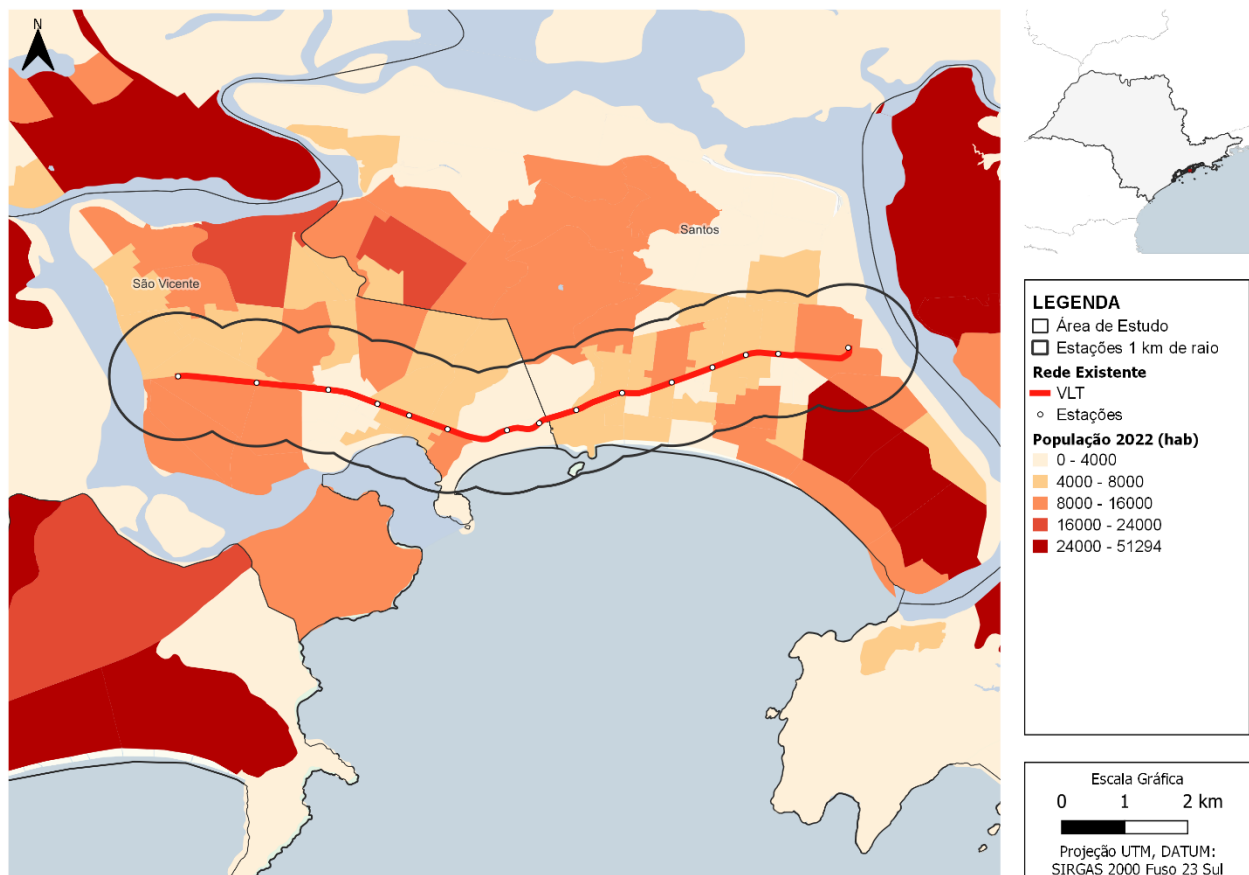 N
Santos
São Vicente
LEGENDA
Área de Estudo
Estações 1 km de raio
Rede Existente
VLT
Estações
População 2022 (hab)
0 - 4000
4000 - 8000
8000 - 16000
16000 - 24000
24000 - 51294
Escala Gráfica
0 1 2 km
Projeção UTM, DATUM:
SIRGAS 2000 Fuso 23 Sul